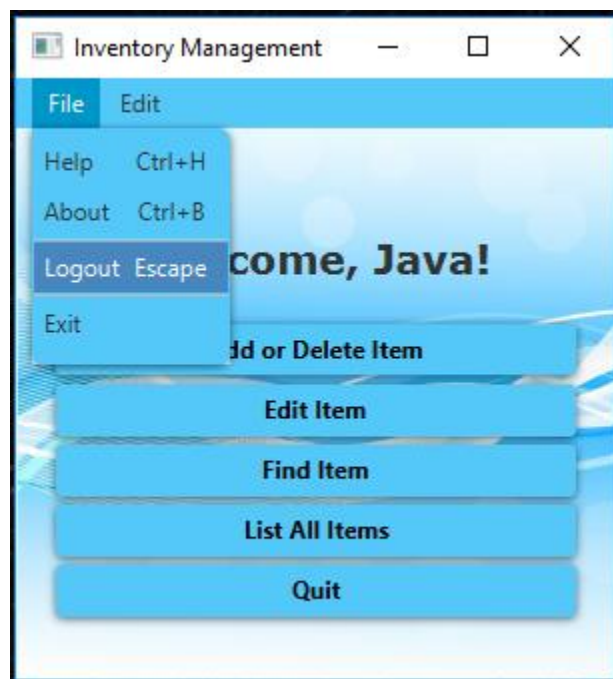 Inventory Management
File Edit
Help Ctrl+H
About Ctrl+B
Logout Escape
Exit
come, Java!
dd or Delete Item
Edit Item
Find Item
List All Items
Quit